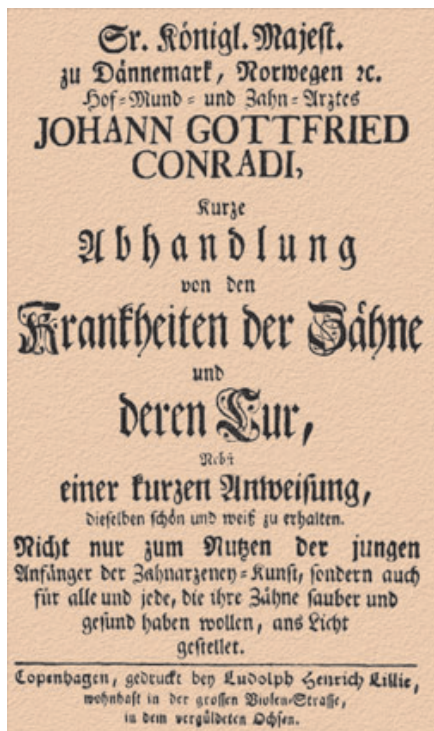 Sr. Königl. Majest.
zu Dännemark, Norwegen ꝛc.
Hof-Mund- und Zahn-Arztes
JOHANN GOTTFRIED
CONRADI,
Kurze
Abhandlung
von den
Krankheiten der Zähne
und
deren Cur,
Nebst
einer kurzen Anweisung,
dieselben schön und weiß zu erhalten.
Nicht nur zum Nutzen der jungen
Anfänger der Zahnarzeney-Kunst, sondern auch
für alle und jede, die ihre Zähne sauber und
gesund haben wollen, ans Licht
gestellet.
Copenhagen, gedruckt bey Ludolph Henrich Lillie,
wohnhaft in der grossen Violen-Strasse,
in dem vergüldeten Ochsen.